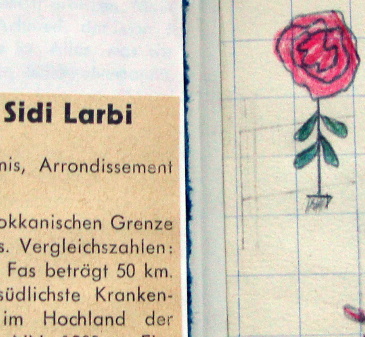 Sidi Larbi
nis, Arrondissement
okkanischen Grenze
s. Vergleichszahlen:
Fas beträgt 50 km.
südlichste Kranken-
im Hochland der